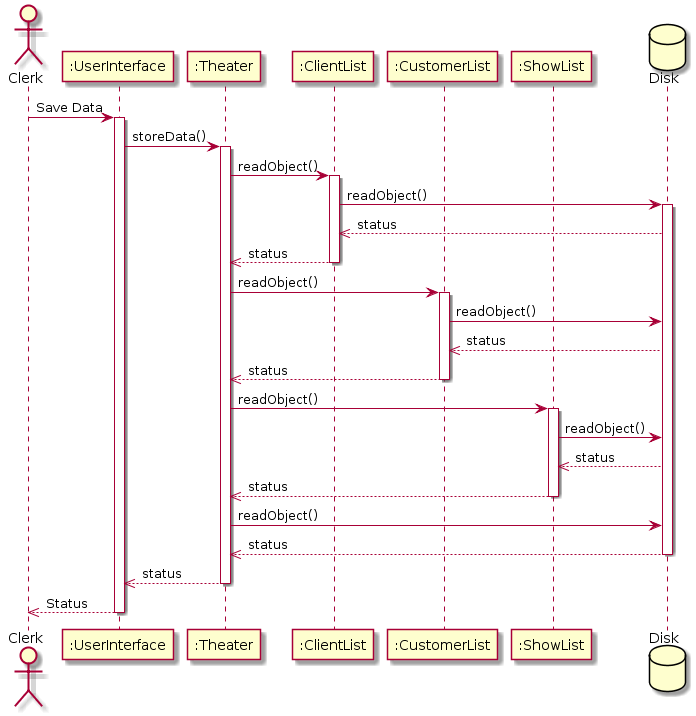 Clerk
:UserInterface
:Theater
:ClientList
:CustomerList
:ShowList
Disk
Save Data
storeData()
readObject()
readObject()
status
status
readObject()
readObject()
status
status
readObject()
readObject()
status
status
readObject()
status
status
Status
Clerk
:UserInterface
:Theater
:ClientList
:CustomerList
:ShowList
Disk